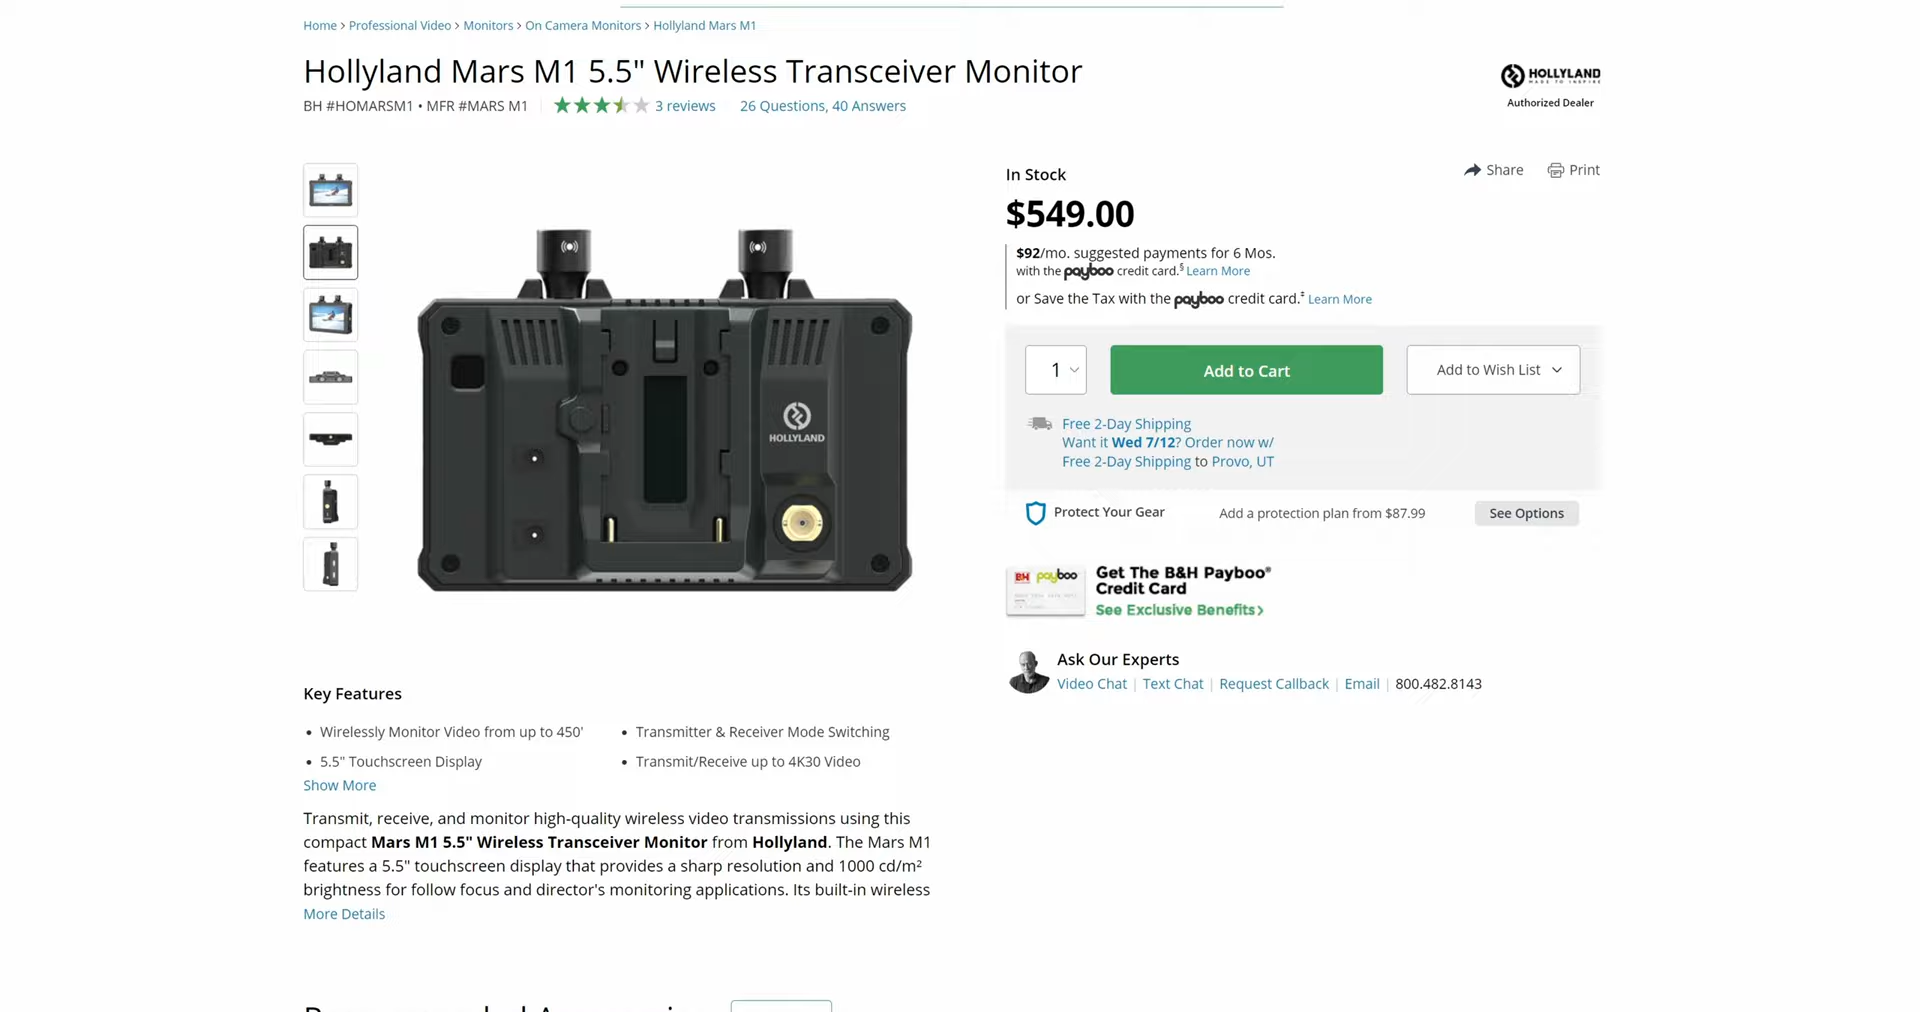 Home > Professional Video > Monitors > On Camera Monitors > Hollyland Mars M1
Hollyland Mars M1 5.5" Wireless Transceiver Monitor
BH #HOMARSM1 • MFR #MARS M1
3 reviews
26 Questions, 40 Answers
HOLLYLAND
MADE TO INSPIRE
Authorized Dealer
HOLLYLAND
In Stock
Share
Print
$549.00
$92/mo. suggested payments for 6 Mos.
with the payboo credit card.§ Learn More
or Save the Tax with the payboo credit card.‡ Learn More
1
Add to Cart
Add to Wish List
Free 2-Day Shipping
Want it Wed 7/12? Order now w/
Free 2-Day Shipping to Provo, UT
Protect Your Gear
Add a protection plan from $87.99
See Options
BH payboo
Get The B&H Payboo®
Credit Card
See Exclusive Benefits>
Ask Our Experts
Video Chat | Text Chat | Request Callback | Email | 800.482.8143
Key Features
• Wirelessly Monitor Video from up to 450'
• 5.5" Touchscreen Display
• Transmitter & Receiver Mode Switching
• Transmit/Receive up to 4K30 Video
Show More
Transmit, receive, and monitor high-quality wireless video transmissions using this
compact Mars M1 5.5" Wireless Transceiver Monitor from Hollyland. The Mars M1
features a 5.5" touchscreen display that provides a sharp resolution and 1000 cd/m²
brightness for follow focus and director's monitoring applications. Its built-in wireless
More Details